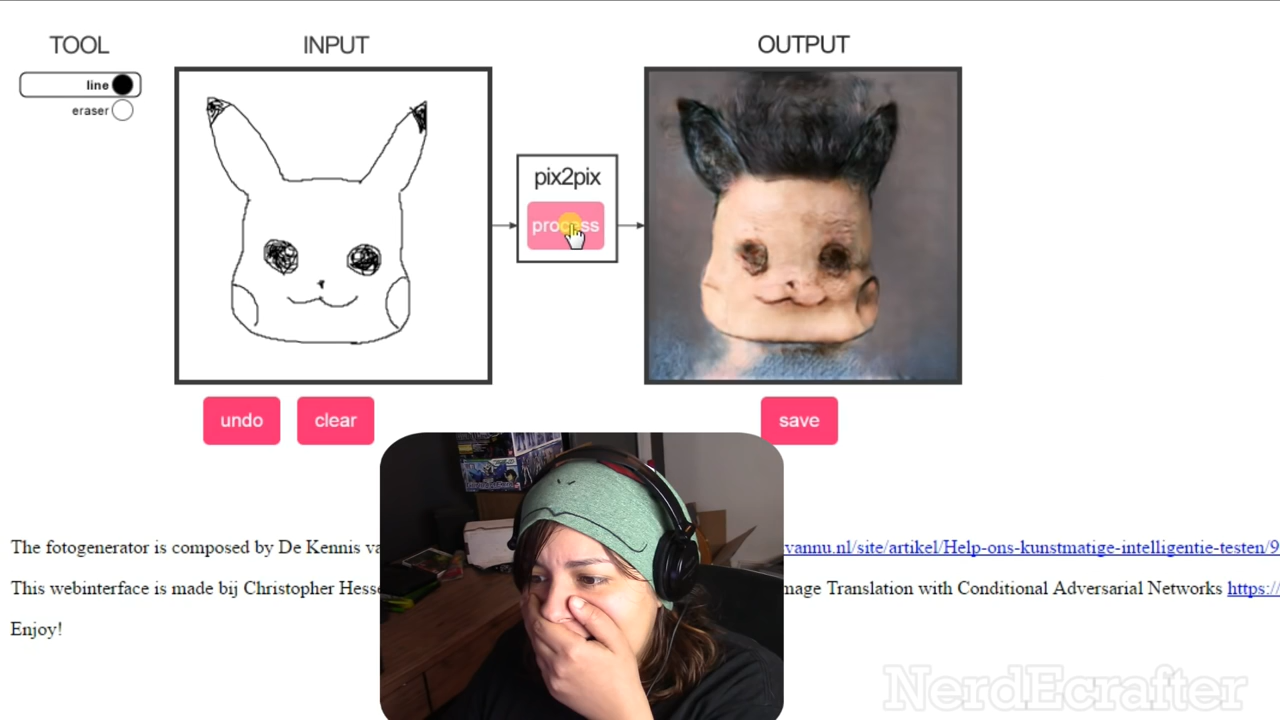 TOOL
INPUT
OUTPUT
line
eraser
pix2pix
process
undo
clear
save
The fotogenerator is composed by De Kennis va
vannu.nl/site/artikel/Help-ons-kunstmatige-intelligentie-testen/9
This webinterface is made bij Christopher Hesse
mage Translation with Conditional Adversarial Networks https://
Enjoy!
NerdEcrafter